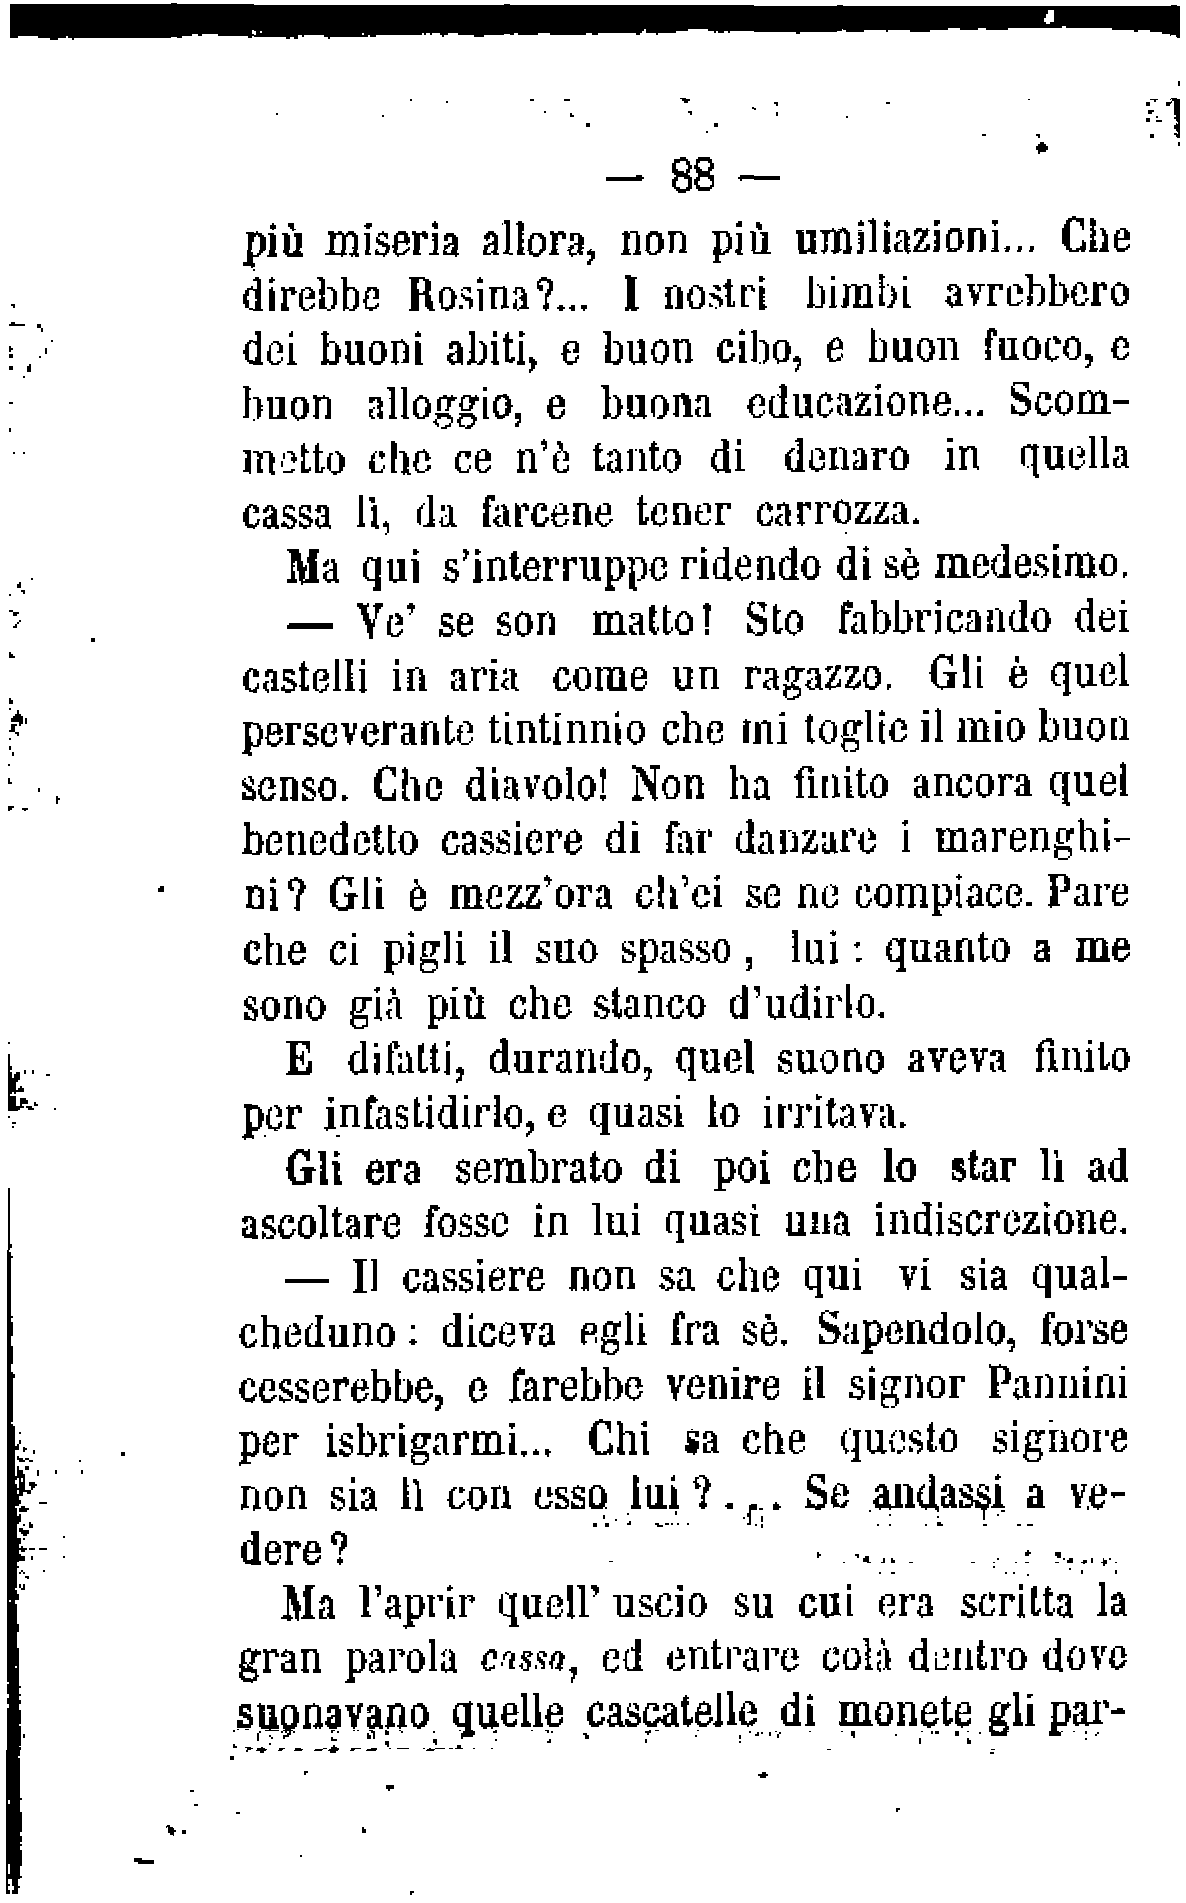 — 88 —
più miseria allora, non più umiliazioni... Che
direbbe Rosina?... I nostri bimbi avrebbero
dei buoni abiti, e buon cibo, e buon fuoco, e
buon alloggio, e buona educazione... Scom-
metto che ce n'è tanto di denaro in quella
cassa lì, da farcene tener carrozza.
Ma qui s'interruppe ridendo di sè medesimo.
— Ve' se son matto! Sto fabbricando dei
castelli in aria come un ragazzo. Gli è quel
perseverante tintinnio che mi toglie il mio buon
senso. Che diavolo! Non ha finito ancora quel
benedetto cassiere di far danzare i marenghi-
ni? Gli è mezz'ora ch'ei se ne compiace. Pare
che ci pigli il suo spasso, lui: quanto a me
sono già più che stanco d'udirlo.
E difatti, durando, quel suono aveva finito
per infastidirlo, e quasi lo irritava.
Gli era sembrato di poi che lo star lì ad
ascoltare fosse in lui quasi una indiscrezione.
— Il cassiere non sa che qui vi sia qual-
cheduno: diceva egli fra sè. Sapendolo, forse
cesserebbe, e farebbe venire il signor Pannini
per isbrigarmi... Chi sa che questo signore
non sia lì con esso lui?... Se andassi a ve-
dere?
Ma l'aprir quell' uscio su cui era scritta la
gran parola cassa, ed entrare colà dentro dove
suonavano quelle cascatelle di monete gli par-